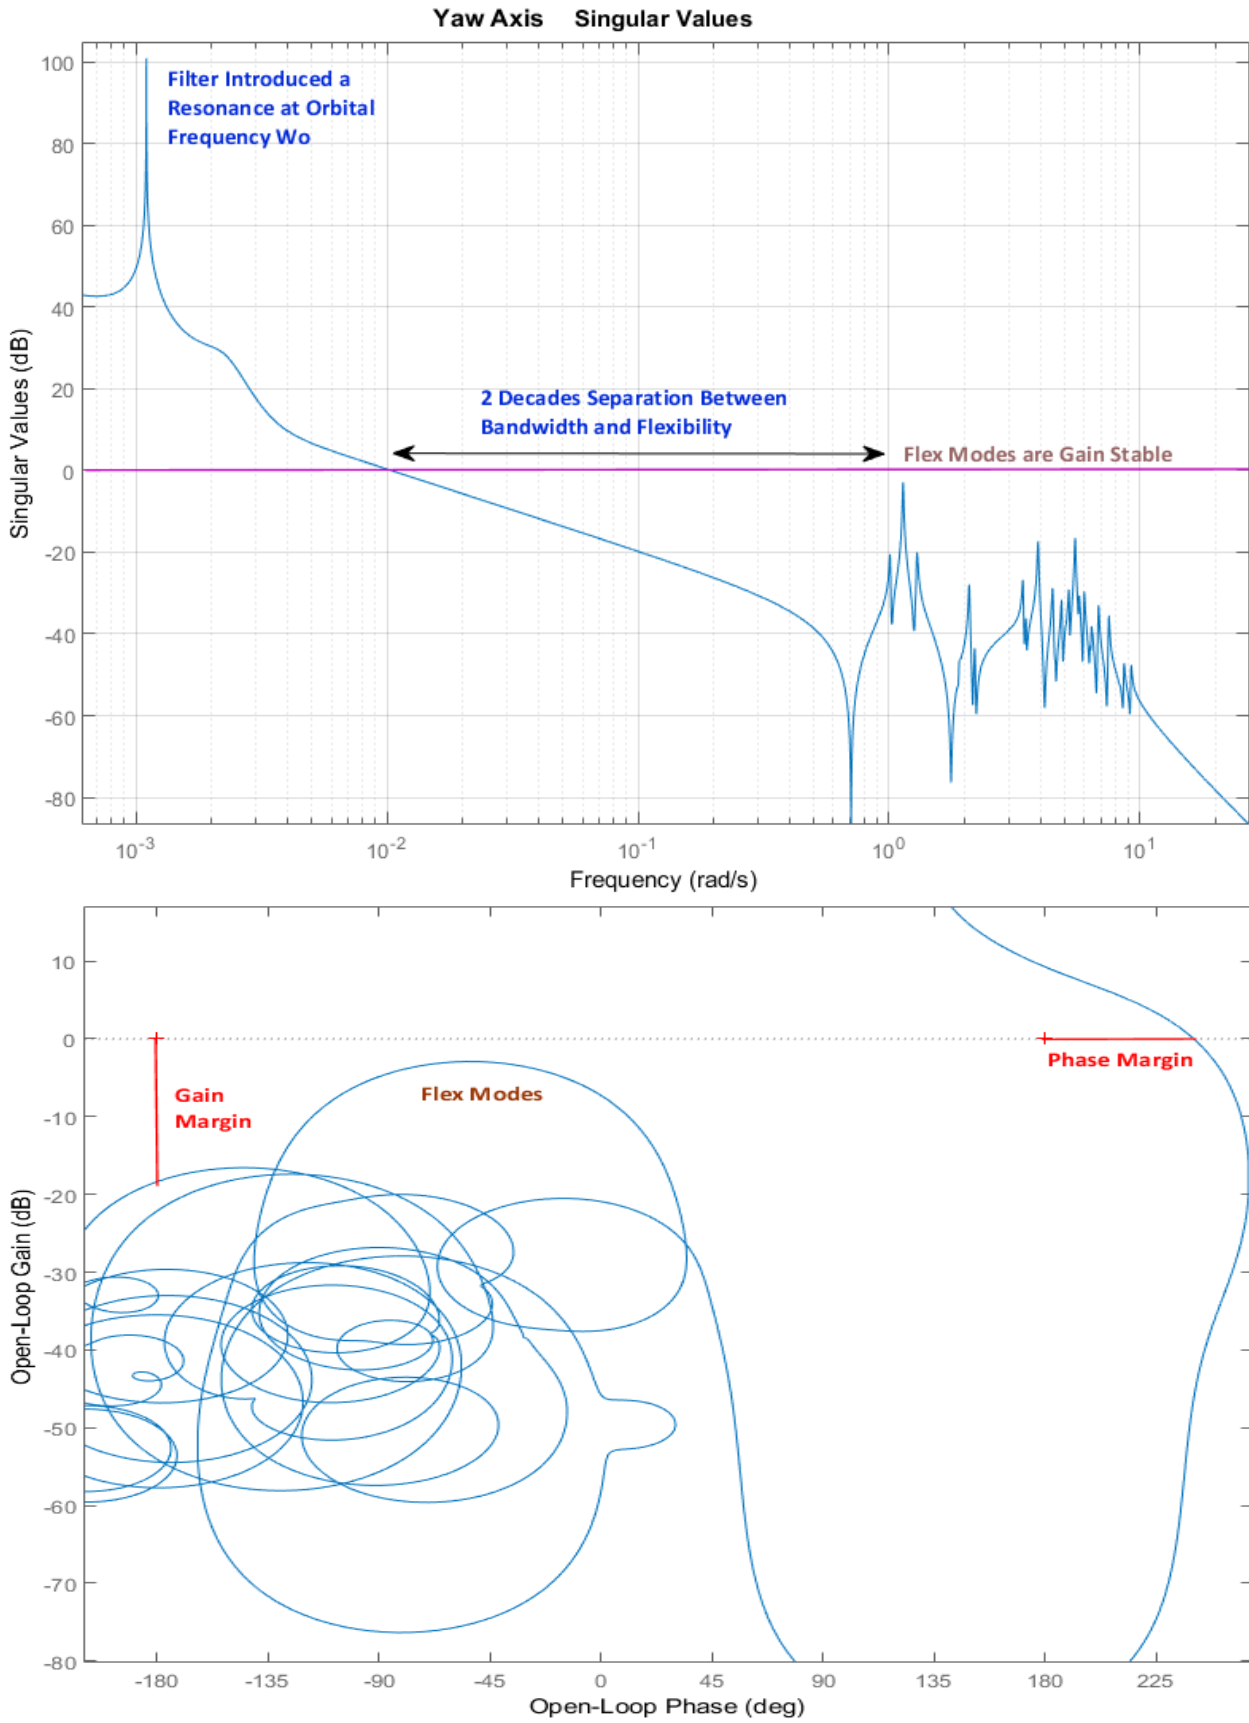 Yaw Axis Singular Values
100
80
60
40
20
0
-20
-40
-60
-80
Singular Values (dB)
Filter Introduced a
Resonance at Orbital
Frequency Wo
2 Decades Separation Between
Bandwidth and Flexibility
Flex Modes are Gain Stable
10^-3 10^-2 10^-1 10^0 10^1
Frequency (rad/s)
10
0
-10
-20
-30
-40
-50
-60
-70
-80
Open-Loop Gain (dB)
Gain
Margin
Flex Modes
Phase Margin
-180 -135 -90 -45 0 45 90 135 180 225
Open-Loop Phase (deg)